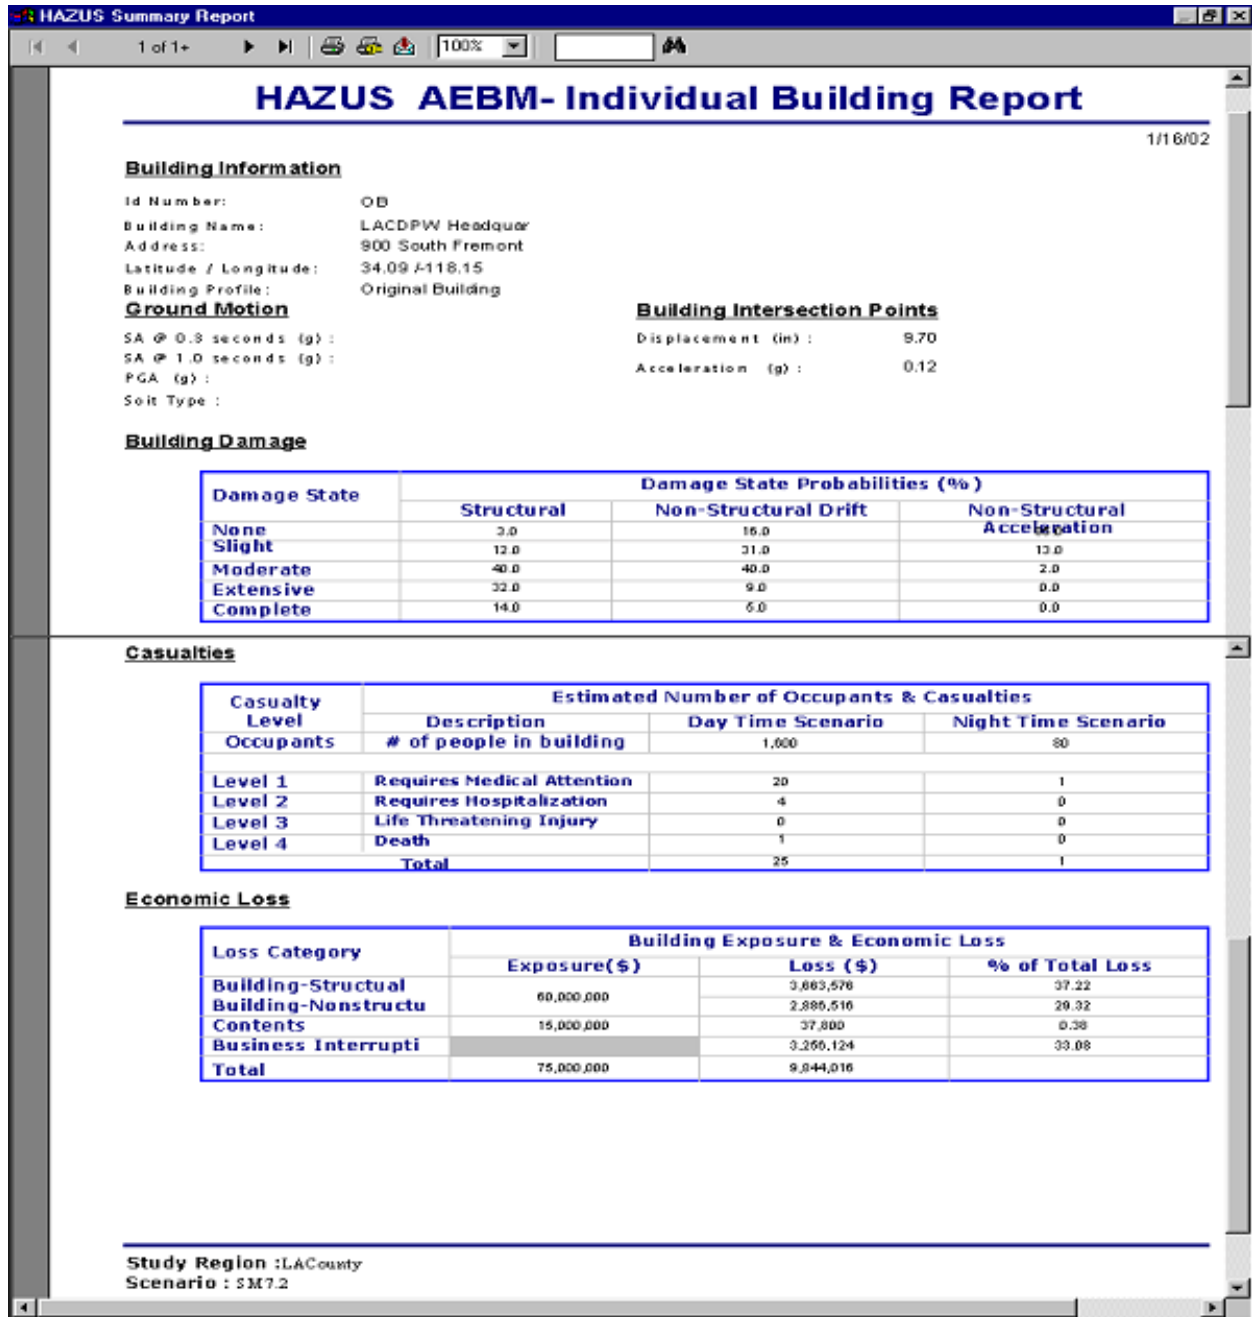 HAZUS Summary Report
1 of 1+
100%
HAZUS AEBM- Individual Building Report
1/16/02
Building Information
Id Number: OB
Building Name: LACDPW Headquar
Address: 900 South Fremont
Latitude / Longitude: 34.09 /-118.15
Building Profile: Original Building
Ground Motion Building Intersection Points
SA @ 0.3 seconds (g) : Displacement (in) : 9.70
SA @ 1.0 seconds (g) :
Acceleration (g) : 0.12
PGA (g) :
Soit Type :
Building Damage
Damage State Damage State Probabilities (%)
Structural Non-Structural Drift Non-Structural Acceleration
None 3.0
Slight 12.0 31.0 13.0
Moderate 40.0 40.0 2.0
Extensive 32.0 9.0 0.0
Complete 14.0 0.0
Casualties
Casualty Level Estimated Number of Occupants & Casualties
Description Day Time Scenario Night Time Scenario
Occupants # of people in building 1,600 80
Level 1 Requires Medical Attention 20 1
Level 2 Requires Hospitalization 4 0
Level 3 Life Threatening Injury 0 0
Level 4 Death 1 0
Total 25 1
Economic Loss
Loss Category Building Exposure & Economic Loss
Exposure($) Loss ($) % of Total Loss
Building-Structual 60,000,000 3,663,576 37.22
Building-Nonstructu 2,886,516 29.32
Contents 15,000,000 37,800 0.38
Business Interrupti 3,256,124 33.08
Total 75,000,000 9,844,016
Study Region :LACounty
Scenario : SM7.2